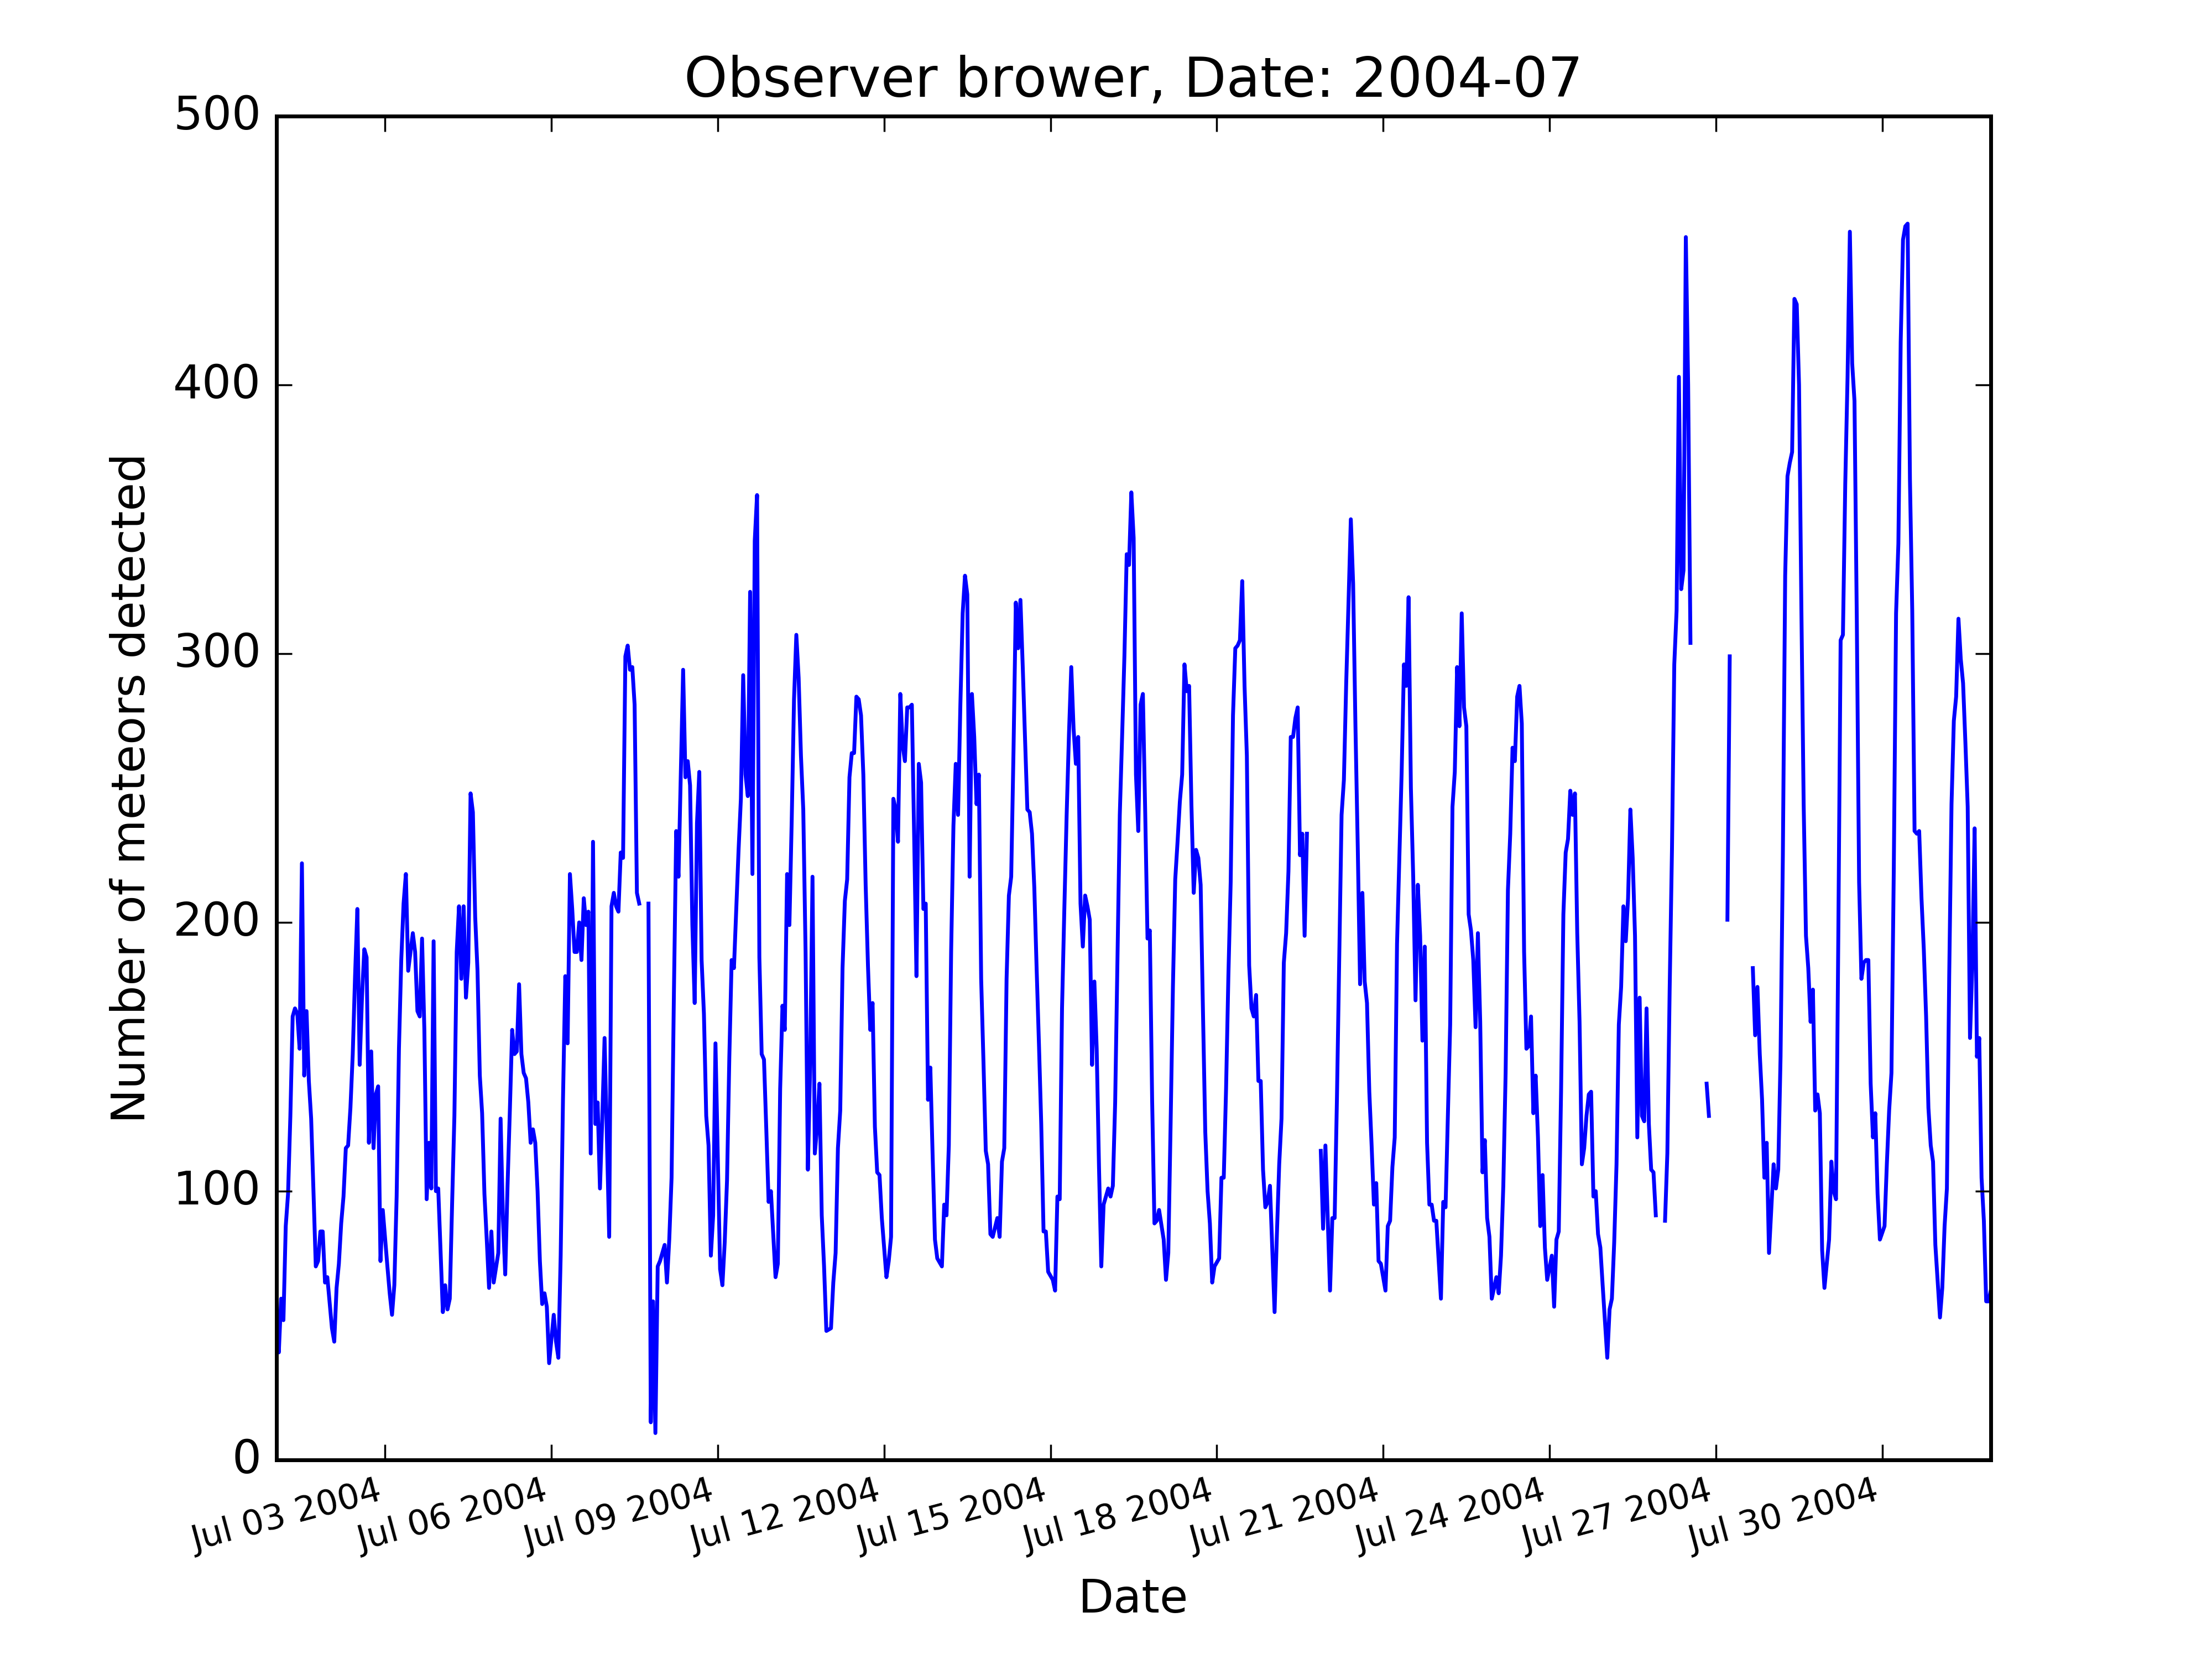 Observer brower, Date: 2004-07
500
400
300
200
100
0
Number of meteors detected
Jul 03 2004
Jul 06 2004
Jul 09 2004
Jul 12 2004
Jul 15 2004
Jul 18 2004
Jul 21 2004
Jul 24 2004
Jul 27 2004
Jul 30 2004
Date